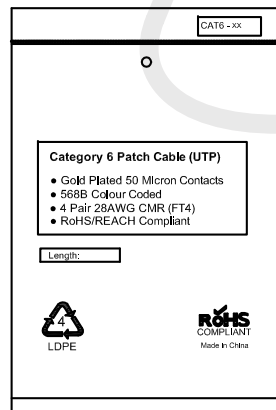 CAT6 - xx
Category 6 Patch Cable (UTP)
● Gold Plated 50 MIcron Contacts
● 568B Colour Coded
● 4 Pair 28AWG CMR (FT4)
● RoHS/REACH Compliant
Length:
4
LDPE
RoHS
COMPLIANT
Made In China